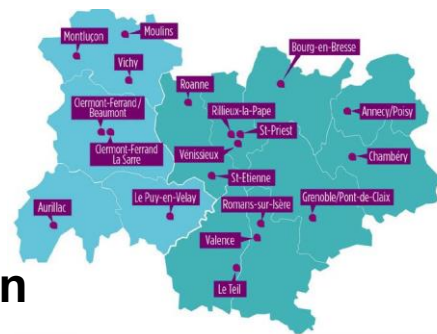 Moulins
Montluçon
Bourg-en-Bresse
Vichy
Roanne
Annecy/Poisy
Rillieux-la-Pape
Clermont-Ferrand/
Beaumont
St-Priest
Clermont-Ferrand
La Sarre
Vénissieux
Chambéry
St-Etienne
Le Puy-en-Velay
Romans-sur-Isère
Grenoble/Pont-de-Claix
Aurillac
Valence
Le Teil
n